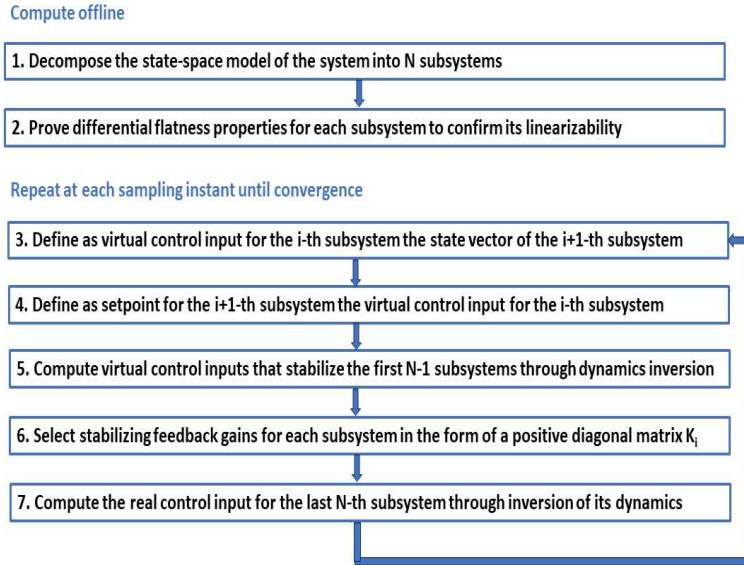 Compute offline
1. Decompose the state-space model of the system into N subsystems
2. Prove differential flatness properties for each subsystem to confirm its linearizability
Repeat at each sampling instant until convergence
3. Define as virtual control input for the i-th subsystem the state vector of the i+1-th subsystem
4. Define as setpoint for the i+1-th subsystem the virtual control input for the i-th subsystem
5. Compute virtual control inputs that stabilize the first N-1 subsystems through dynamics inversion
6. Select stabilizing feedback gains for each subsystem in the form of a positive diagonal matrix Kᵢ
7. Compute the real control input for the last N-th subsystem through inversion of its dynamics